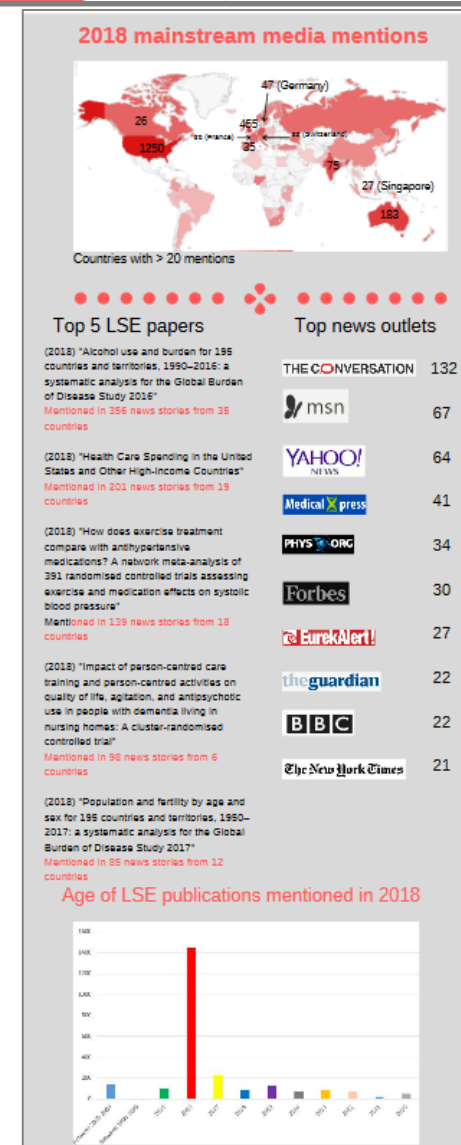 2018 mainstream media mentions
47 (Germany)
26
455
(France)
(Switzerland)
1250
35
75
27 (Singapore)
183
Countries with > 20 mentions
Top 5 LSE papers
(2018) "Alcohol use and burden for 195
countries and territories, 1990–2016: a
systematic analysis for the Global Burden
of Disease Study 2016"
Mentioned in 356 news stories from 35
countries
(2018) "Health Care Spending in the United
States and Other High-Income Countries"
Mentioned in 201 news stories from 19
countries
(2018) "How does exercise treatment
compare with antihypertensive
medications? A network meta-analysis of
391 randomised controlled trials assessing
exercise and medication effects on systolic
blood pressure"
Mentioned in 139 news stories from 18
countries
(2018) "Impact of person-centred care
training and person-centred activities on
quality of life, agitation, and antipsychotic
use in people with dementia living in
nursing homes: A cluster-randomised
controlled trial"
Mentioned in 98 news stories from 6
countries
(2018) "Population and fertility by age and
sex for 195 countries and territories, 1950–
2017: a systematic analysis for the Global
Burden of Disease Study 2017"
Mentioned in 85 news stories from 12
countries
Top news outlets
THE CONVERSATION 132
msn 67
YAHOO! NEWS 64
Medical X press 41
PHYS ORG 34
Forbes 30
EurekAlert! 27
theguardian 22
BBC 22
The New York Times 21
Age of LSE publications mentioned in 2018
1600
1400
1200
1000
800
600
400
200